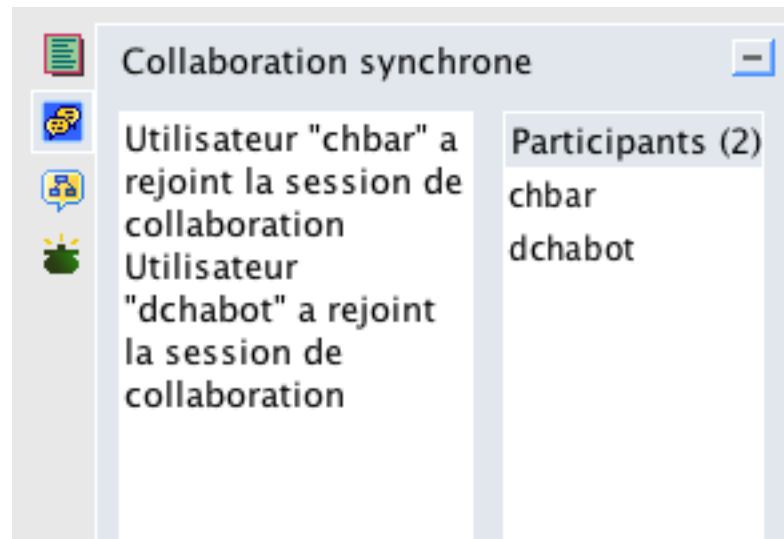 Collaboration synchrone
Utilisateur "chbar" a
rejoint la session de
collaboration
Utilisateur
"dchabot" a rejoint
la session de
collaboration
Participants (2)
chbar
dchabot